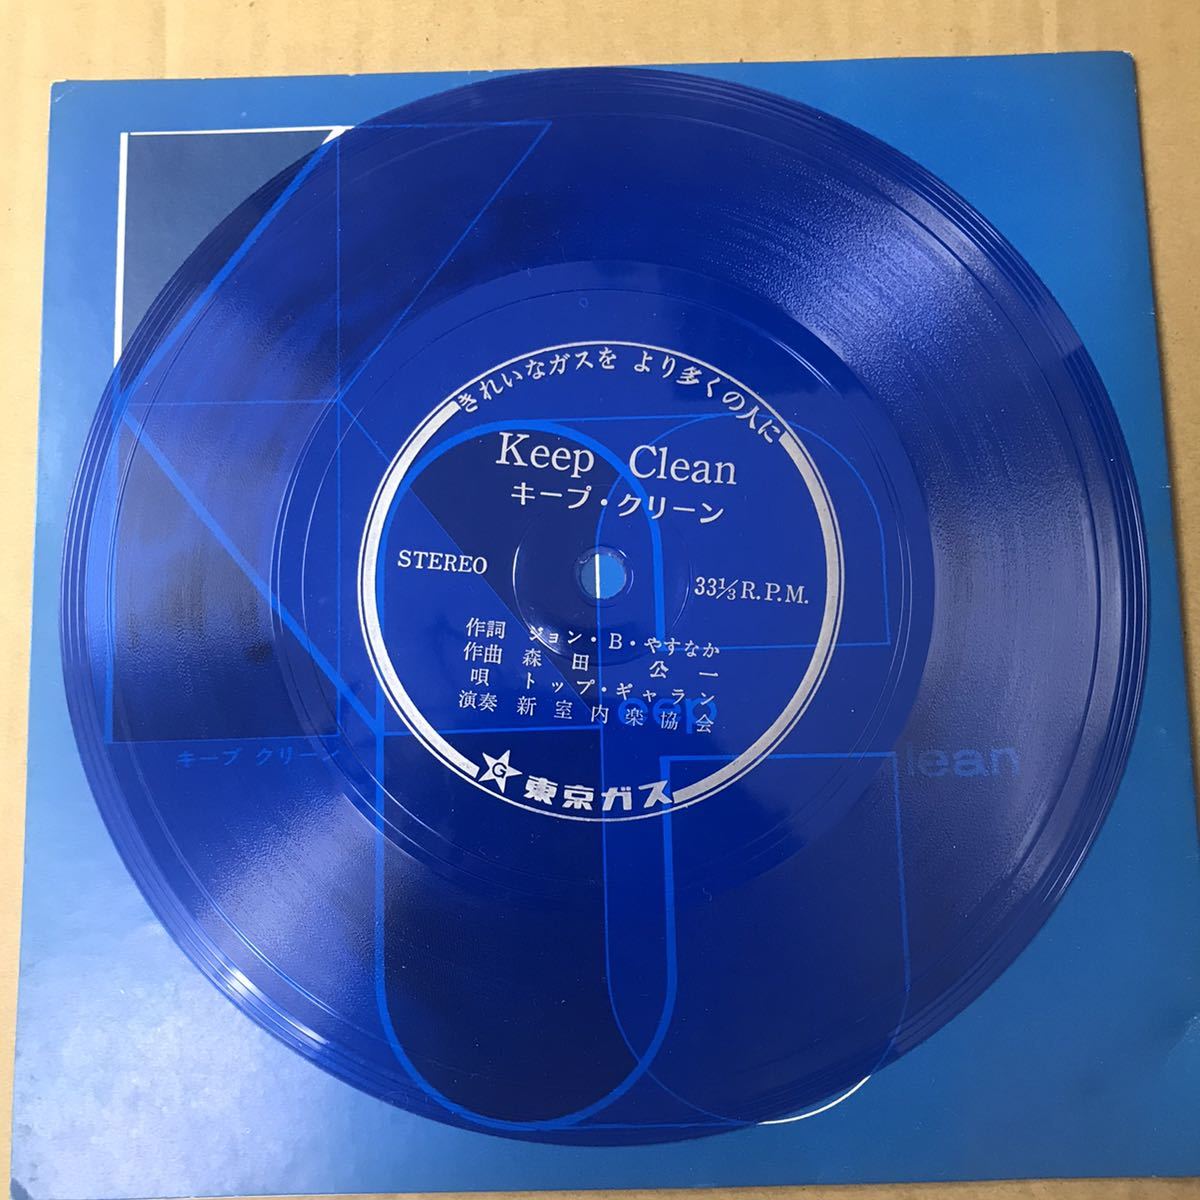 きれいなガスを より多くの人に
Keep Clean
キープ・クリーン
STEREO
33⅓ R.P.M.
作詞 ジョン・B・やすなか
作曲 森田公一
唄 トップ・ギャラン
演奏 新室内楽協会
eep
キープ クリーン
lean
G 東京ガス